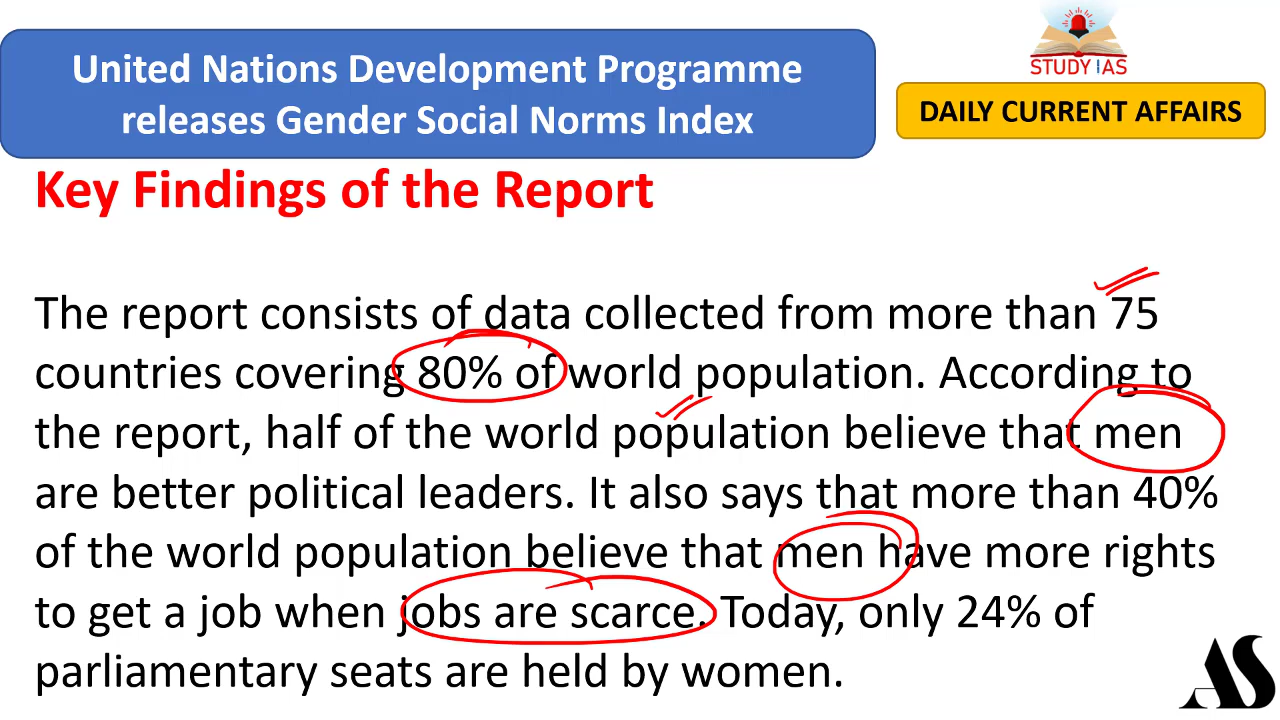 United Nations Development Programme
releases Gender Social Norms Index
STUDY IAS
DAILY CURRENT AFFAIRS
Key Findings of the Report
The report consists of data collected from more than 75
countries covering 80% of world population. According to
the report, half of the world population believe that men
are better political leaders. It also says that more than 40%
of the world population believe that men have more rights
to get a job when jobs are scarce. Today, only 24% of
parliamentary seats are held by women.
AS